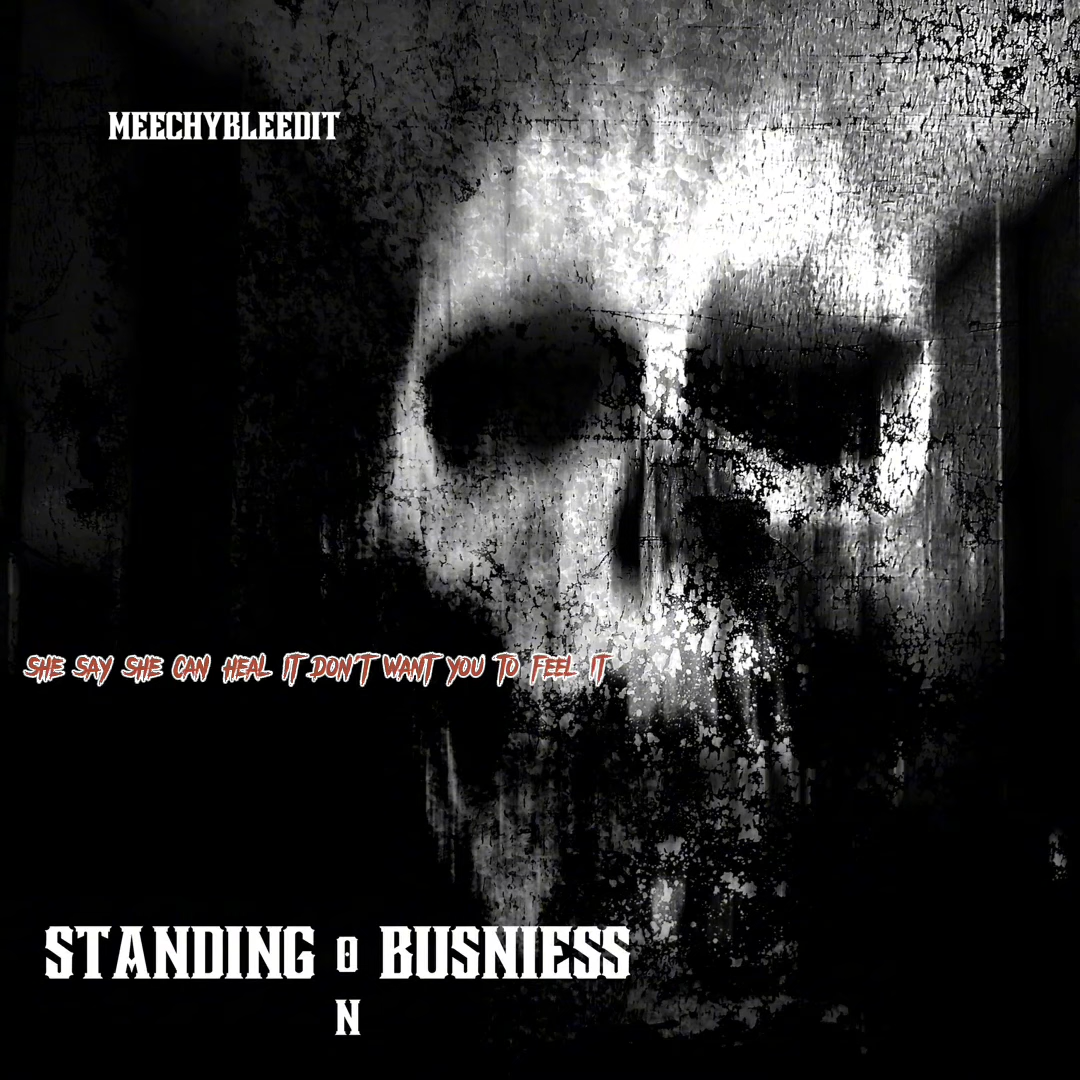 MEECHYBLEEDIT
SHE SAY SHE CAN HEAL IT DON'T WANT YOU TO FEEL IT
STANDING O BUSNIESS
N